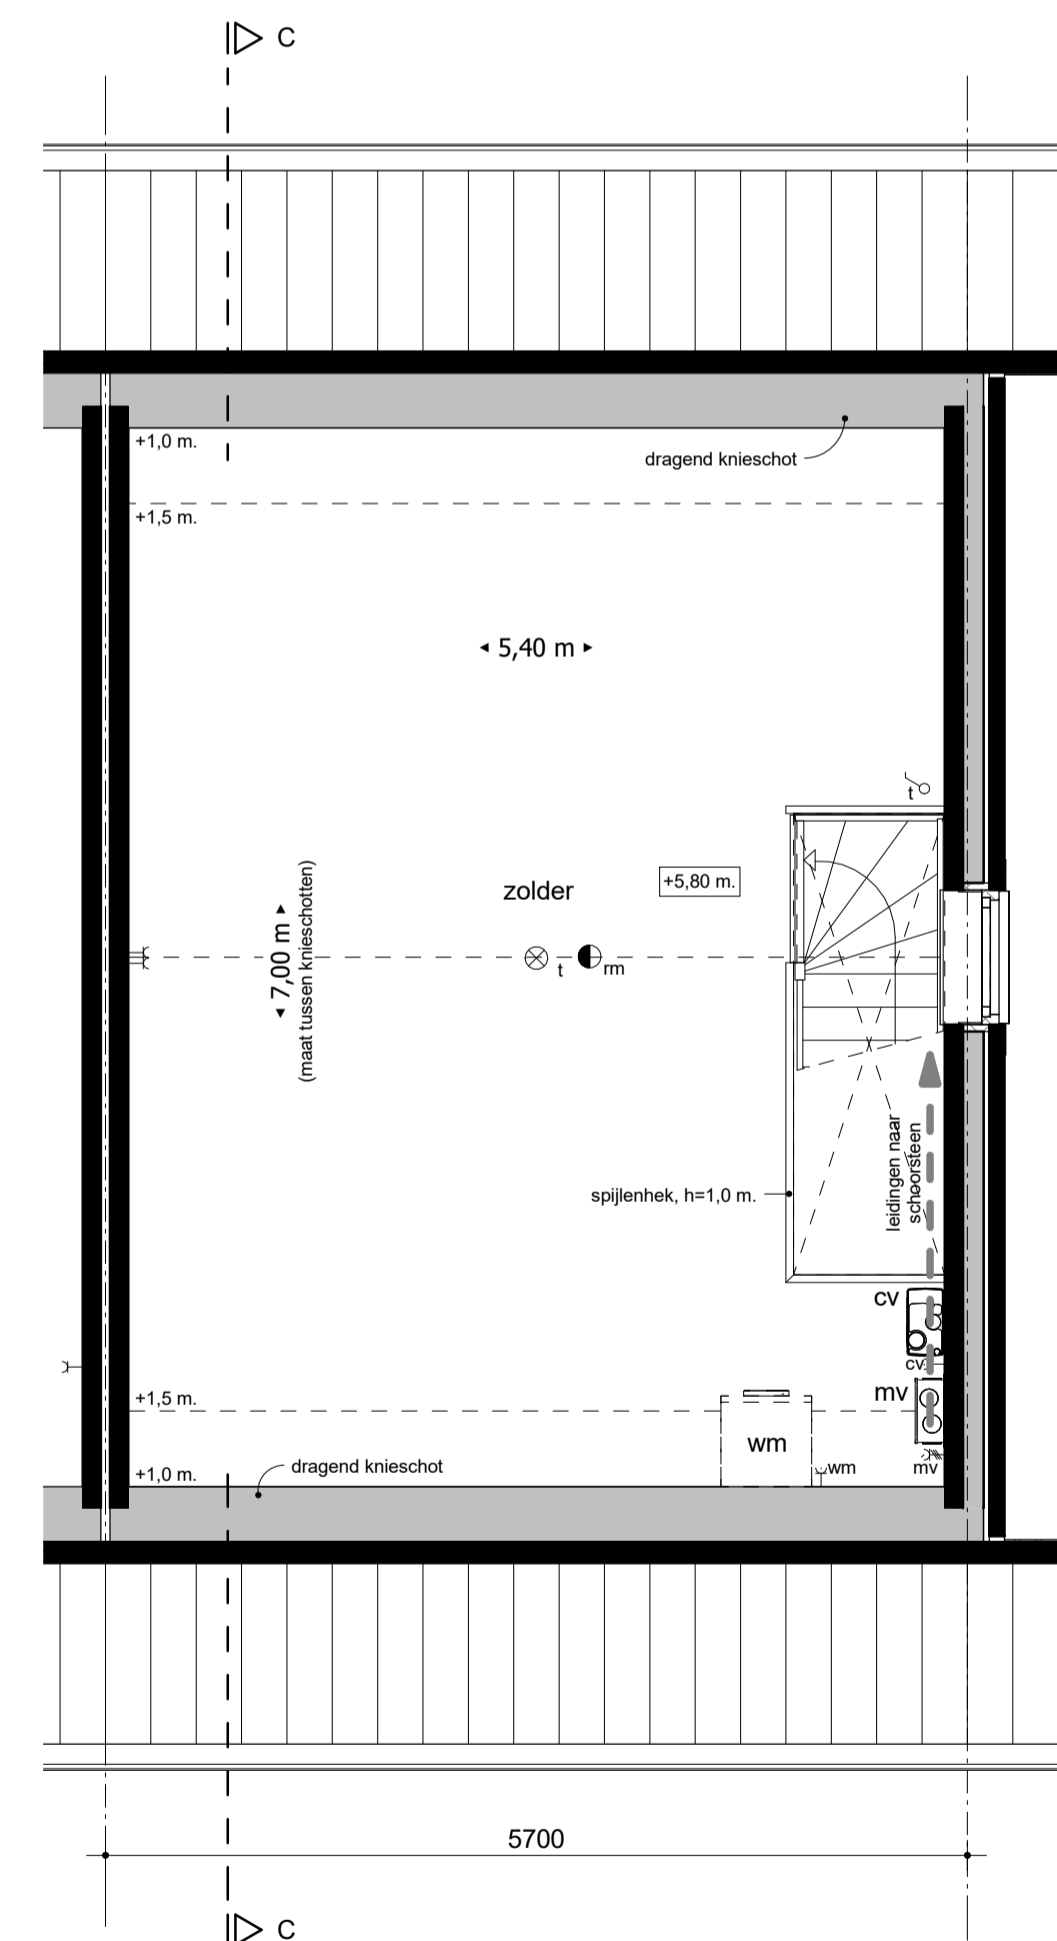 C
+1,0 m.
dragend knieschot
+1,5 m.
5,40 m
t
+5,80 m.
zolder
7,00 m
(maat tussen knieschotten)
t
rm
leidingen naar
schoorsteen
spijlenhek, h=1,0 m.
cv
cv
mv
+1,5 m.
wm
dragend knieschot
+1,0 m.
wm
mv
5700
C